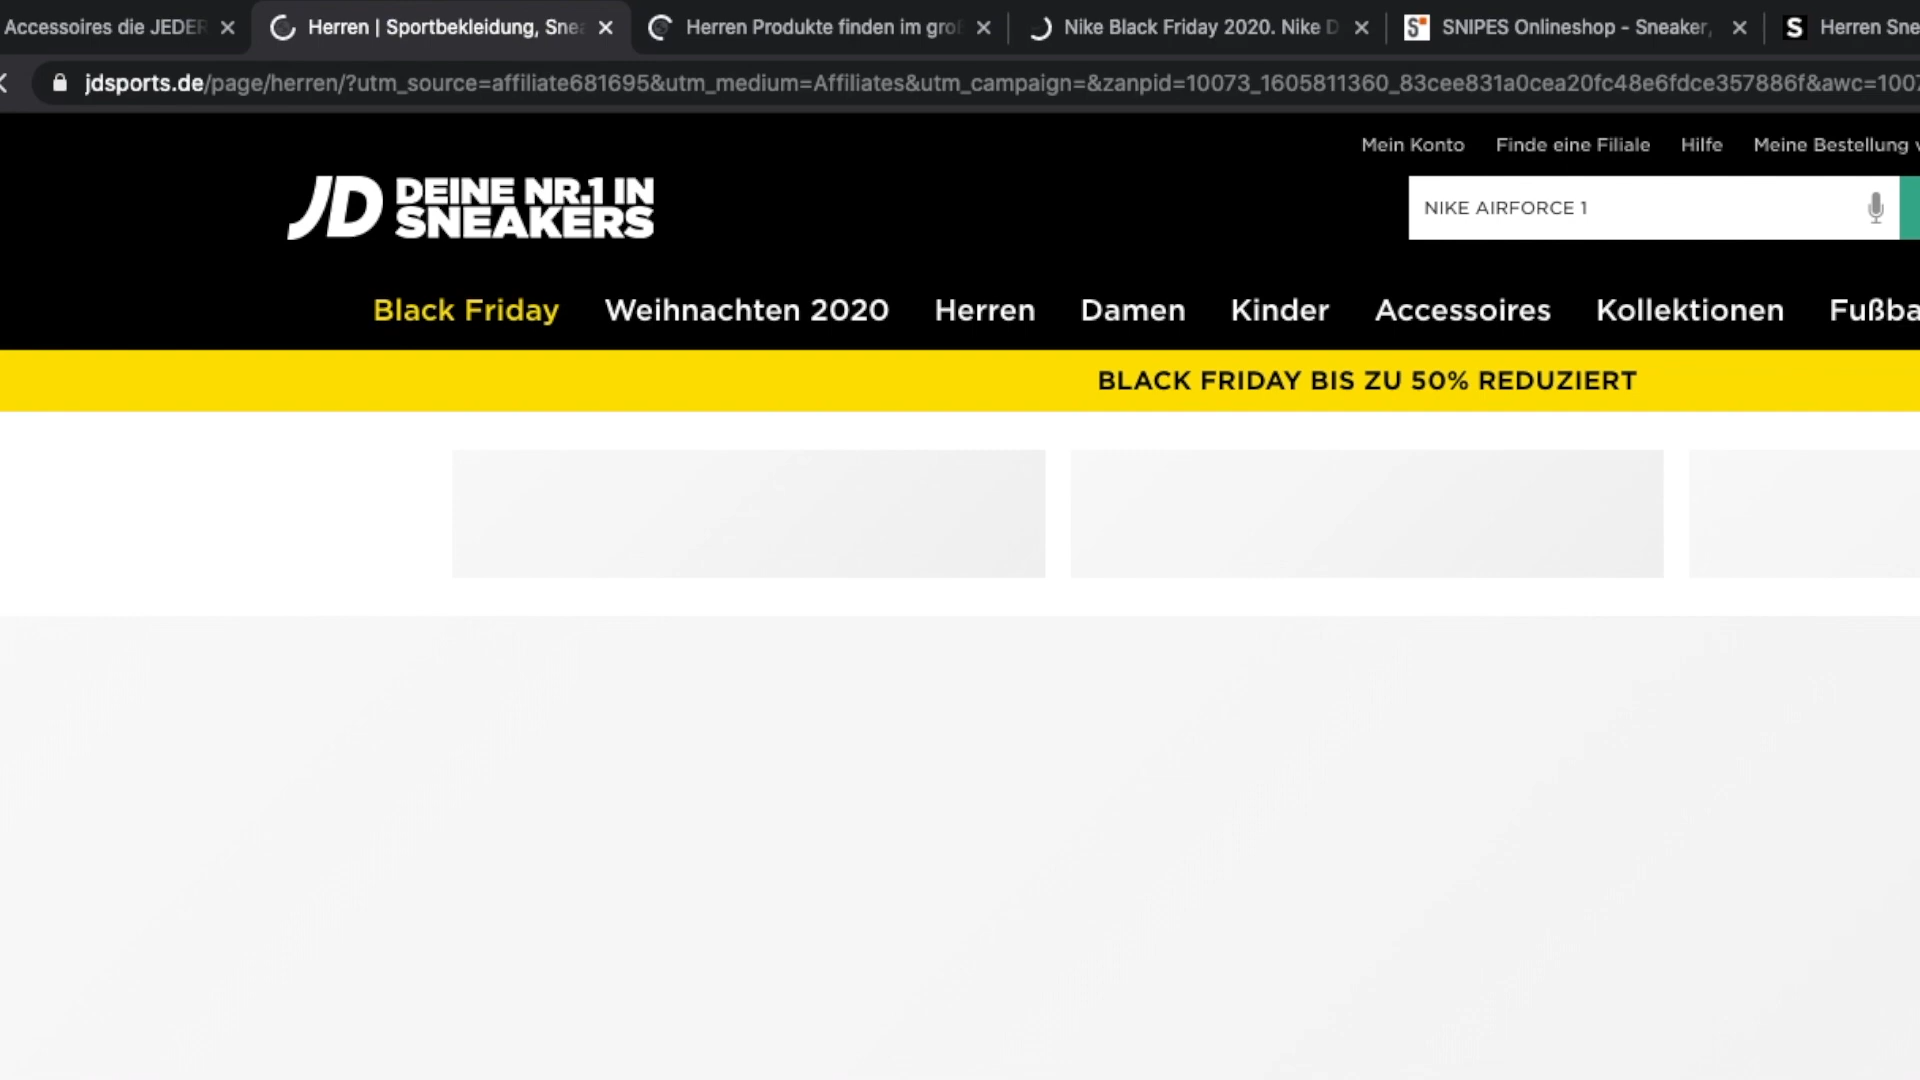 Accessoires die JEDER
Herren | Sportbekleidung, Snea
Herren Produkte finden im groß
Nike Black Friday 2020. Nike D
SNIPES Onlineshop - Sneaker,
Herren Sne
jdsports.de/page/herren/?utm_source=affiliate681695&utm_medium=Affiliates&utm_campaign=&zanpid=10073_1605811360_83cee831a0cea20fc48e6fdce357886f&awc=1007
Mein Konto Finde eine Filiale Hilfe Meine Bestellung v
JD DEINE NR.1 IN
SNEAKERS
NIKE AIRFORCE 1
Black Friday Weihnachten 2020 Herren Damen Kinder Accessoires Kollektionen Fußba
BLACK FRIDAY BIS ZU 50% REDUZIERT